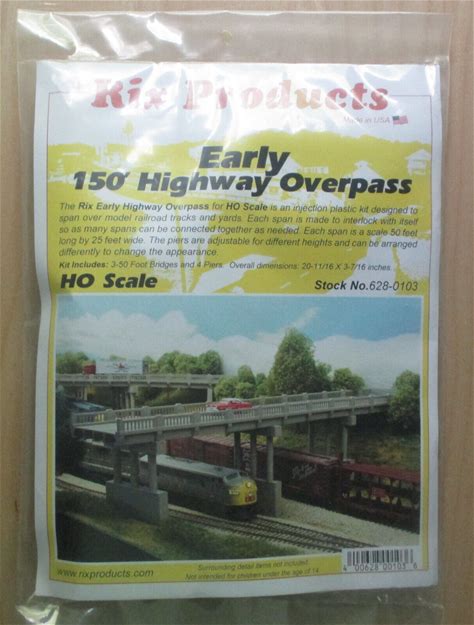 Rix Products
Made in USA
Early
150' Highway Overpass
The Rix Early Highway Overpass for HO Scale is an injection plastic kit designed to
span over model railroad tracks and yards. Each span is made to interlock with itself
so as many spans can be connected together as needed. Each span is a scale 50 feet
long by 25 feet wide. The piers are adjustable for different heights and can be arranged
differently to change the appearance.
Kit Includes: 3-50 Foot Bridges and 4 Piers. Overall dimensions: 20-11/16 X 3-7/16 inches.
HO Scale
Stock No.628-0103
Surrounding detail items not included.
Not intended for children under the age of 14.
www.rixproducts.com
4 00628 00103 6